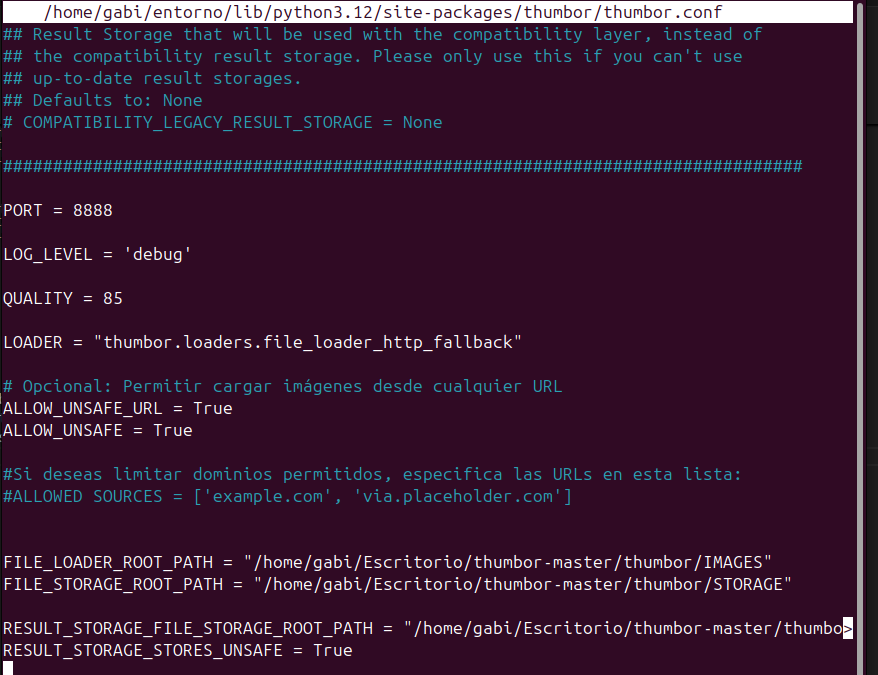 /home/gabi/entorno/lib/python3.12/site-packages/thumbor/thumbor.conf
## Result Storage that will be used with the compatibility layer, instead of
## the compatibility result storage. Please only use this if you can't use
## up-to-date result storages.
## Defaults to: None
# COMPATIBILITY_LEGACY_RESULT_STORAGE = None
################################################################################
PORT = 8888
LOG_LEVEL = 'debug'
QUALITY = 85
LOADER = "thumbor.loaders.file_loader_http_fallback"
# Opcional: Permitir cargar imágenes desde cualquier URL
ALLOW_UNSAFE_URL = True
ALLOW_UNSAFE = True
#Si deseas limitar dominios permitidos, especifica las URLs en esta lista:
#ALLOWED SOURCES = ['example.com', 'via.placeholder.com']
FILE_LOADER_ROOT_PATH = "/home/gabi/Escritorio/thumbor-master/thumbor/IMAGES"
FILE_STORAGE_ROOT_PATH = "/home/gabi/Escritorio/thumbor-master/thumbor/STORAGE"
RESULT_STORAGE_FILE_STORAGE_ROOT_PATH = "/home/gabi/Escritorio/thumbor-master/thumbo>
RESULT_STORAGE_STORES_UNSAFE = True